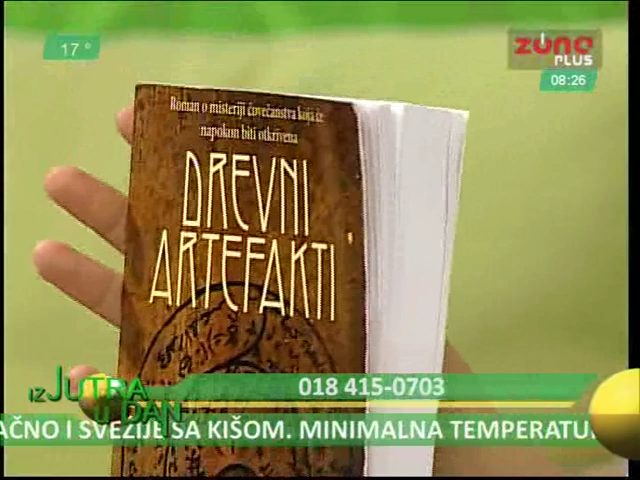 17 °
zona
PLUS
08:26
Roman o misteriji čovečanstva koja će
napokon biti otkrivena
DREVNI
ARTEFAKTI
018 415-0703
IZ JUTRA
U DAN
AČNO I SVEŽIJE SA KIŠOM. MINIMALNA TEMPERATU